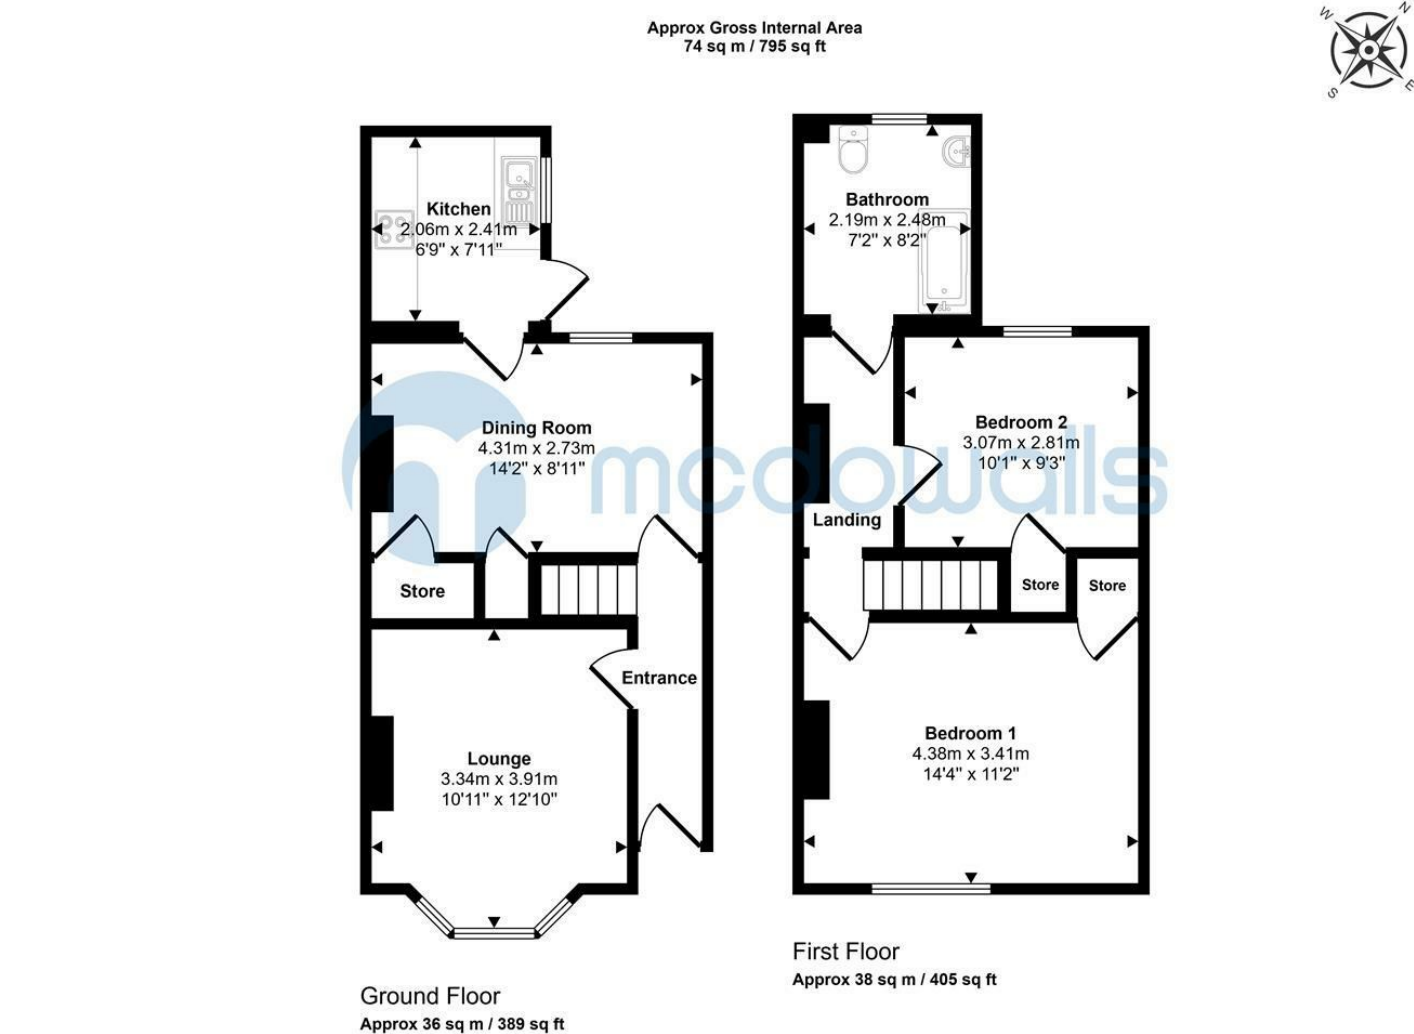 Approx Gross Internal Area
74 sq m / 795 sq ft
W
N
S
E
Kitchen
2.06m x 2.41m
6'9" x 7'11"
Dining Room
4.31m x 2.73m
14'2" x 8'11"
Store
Entrance
Lounge
3.34m x 3.91m
10'11" x 12'10"
Ground Floor
Approx 36 sq m / 389 sq ft
Bathroom
2.19m x 2.48m
7'2" x 8'2"
Bedroom 2
3.07m x 2.81m
10'1" x 9'3"
Landing
Store
Store
Bedroom 1
4.38m x 3.41m
14'4" x 11'2"
First Floor
Approx 38 sq m / 405 sq ft
mcdowalls